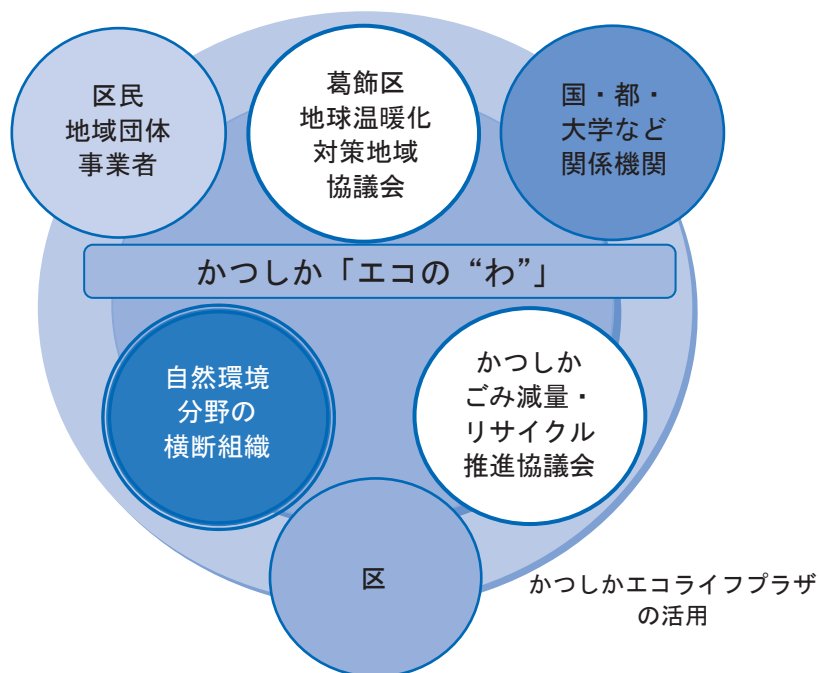 区民
地域団体
事業者
葛飾区
地球温暖化
対策地域
協議会
国・都・
大学など
関係機関
かつしか「エコの“わ”」
自然環境
分野の
横断組織
かつしか
ごみ減量・
リサイクル
推進協議会
区
かつしかエコライフプラザ
の活用